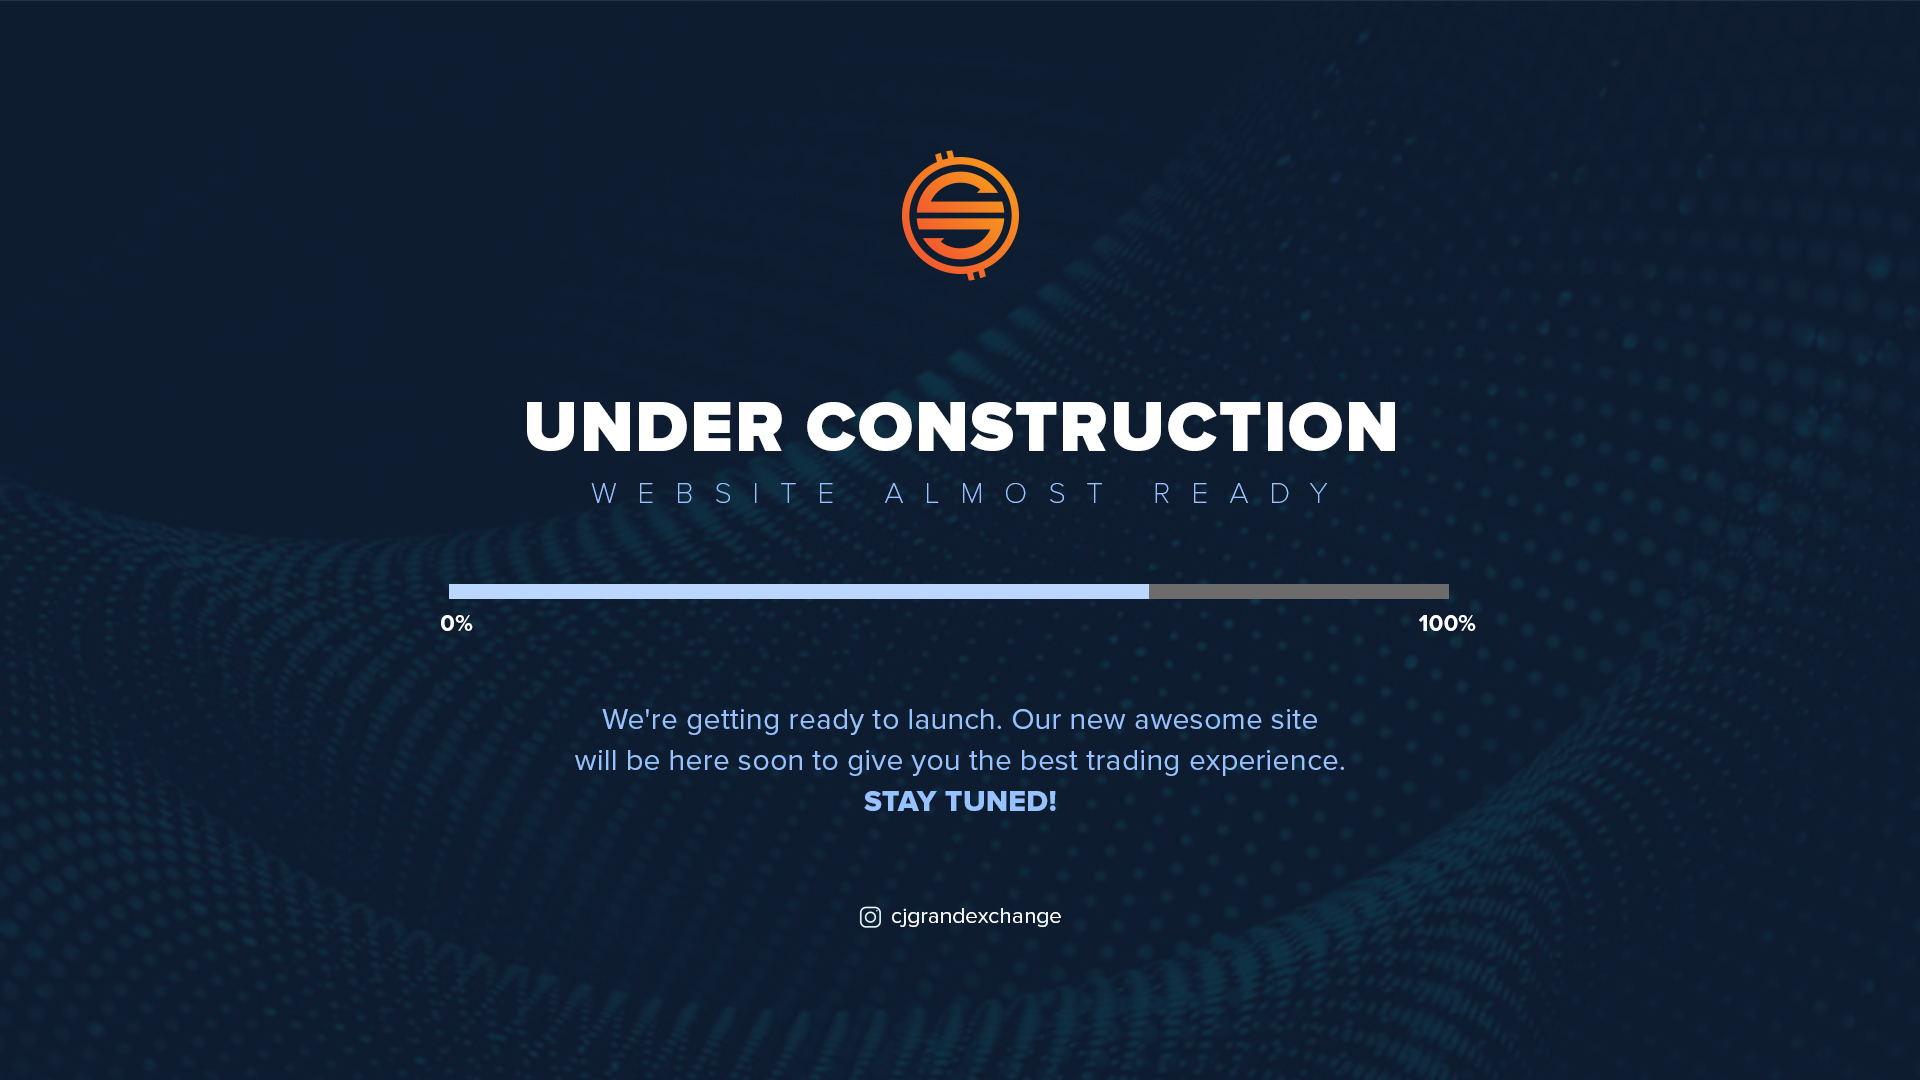 UNDER CONSTRUCTION
WEBSITE ALMOST READY
0%
100%
We're getting ready to launch. Our new awesome site
will be here soon to give you the best trading experience.
STAY TUNED!
cjgrandexchange